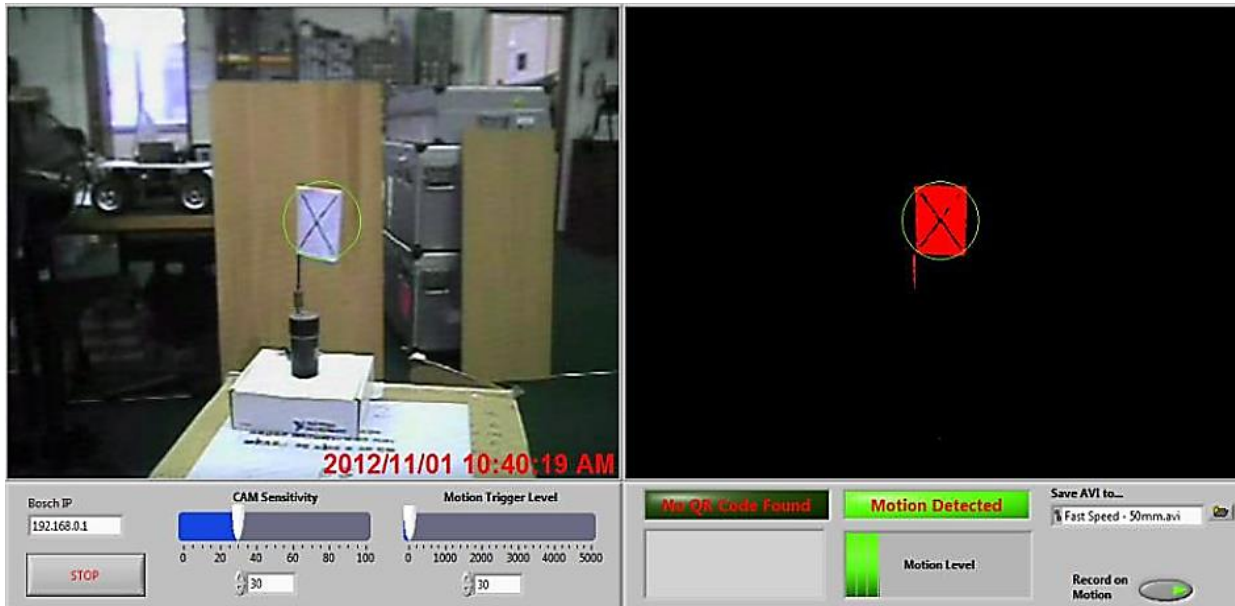 2012/11/01 10:40:19 AM
Bosch IP
192.168.0.1
STOP
CAM Sensitivity
0 20 40 60 80 100
30
Motion Trigger Level
0 1000 2000 3000 4000 5000
30
No QR Code Found
Motion Detected
Motion Level
Save AVI to...
Fast Speed - 50mm.avi
Record on
Motion